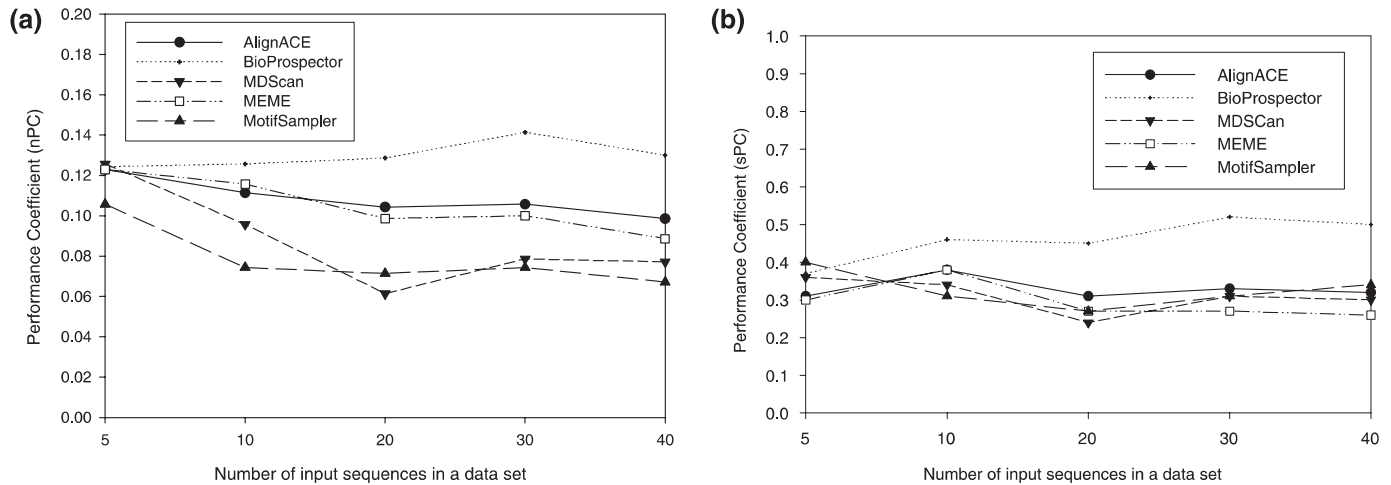 (a)
0.20
0.18
0.16
0.14
0.12
0.10
0.08
0.06
0.04
0.02
0.00
Performance Coefficient (nPC)
AlignACE
BioProspector
MDScan
MEME
MotifSampler
5 10 20 30 40
Number of input sequences in a data set
(b)
1.0
0.9
0.8
0.7
0.6
0.5
0.4
0.3
0.2
0.1
0.0
Performance Coefficient (sPC)
AlignACE
BioProspector
MDSCan
MEME
MotifSampler
5 10 20 30 40
Number of input sequences in a data set